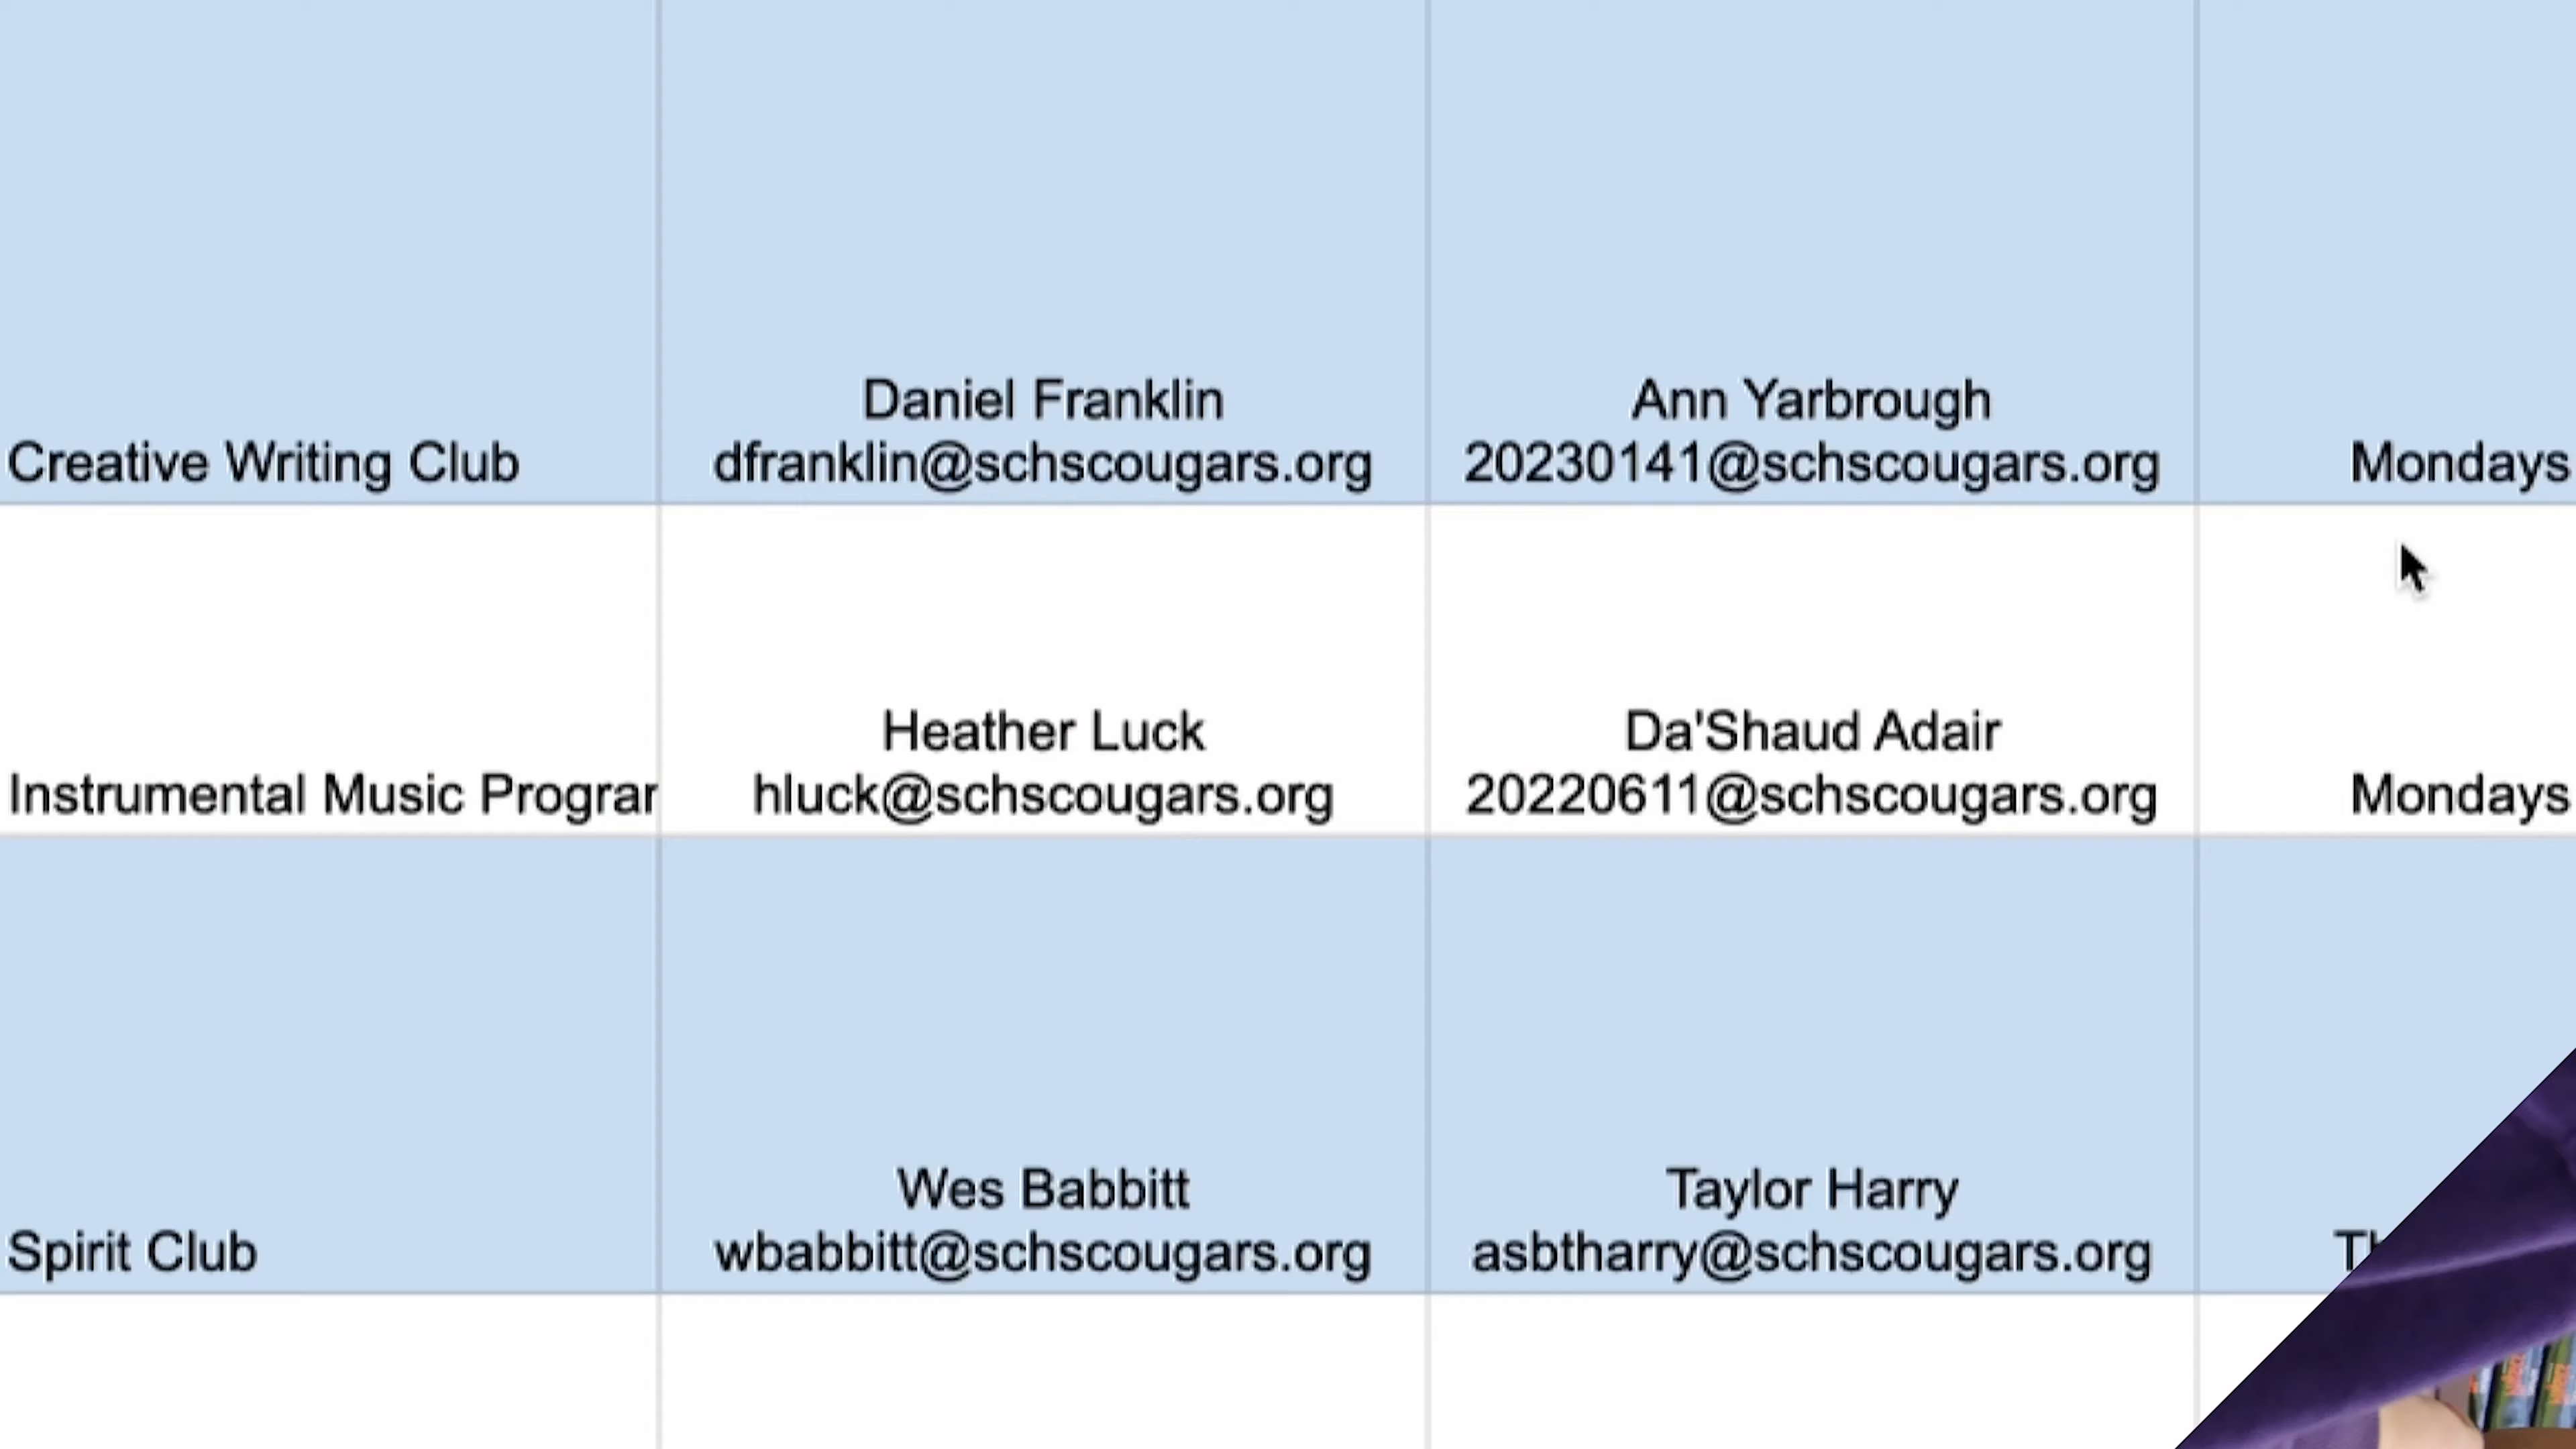 Daniel Franklin
Ann Yarbrough
Creative Writing Club
dfranklin@schscougars.org
20230141@schscougars.org
Mondays
Heather Luck
Da'Shaud Adair
Instrumental Music
hluck@schscougars.org
20220611@schscougars.org
Mondays
Wes Babbitt
Taylor Harry
Spirit Club
wbabbitt@schscougars.org
asbtharry@schscougars.org